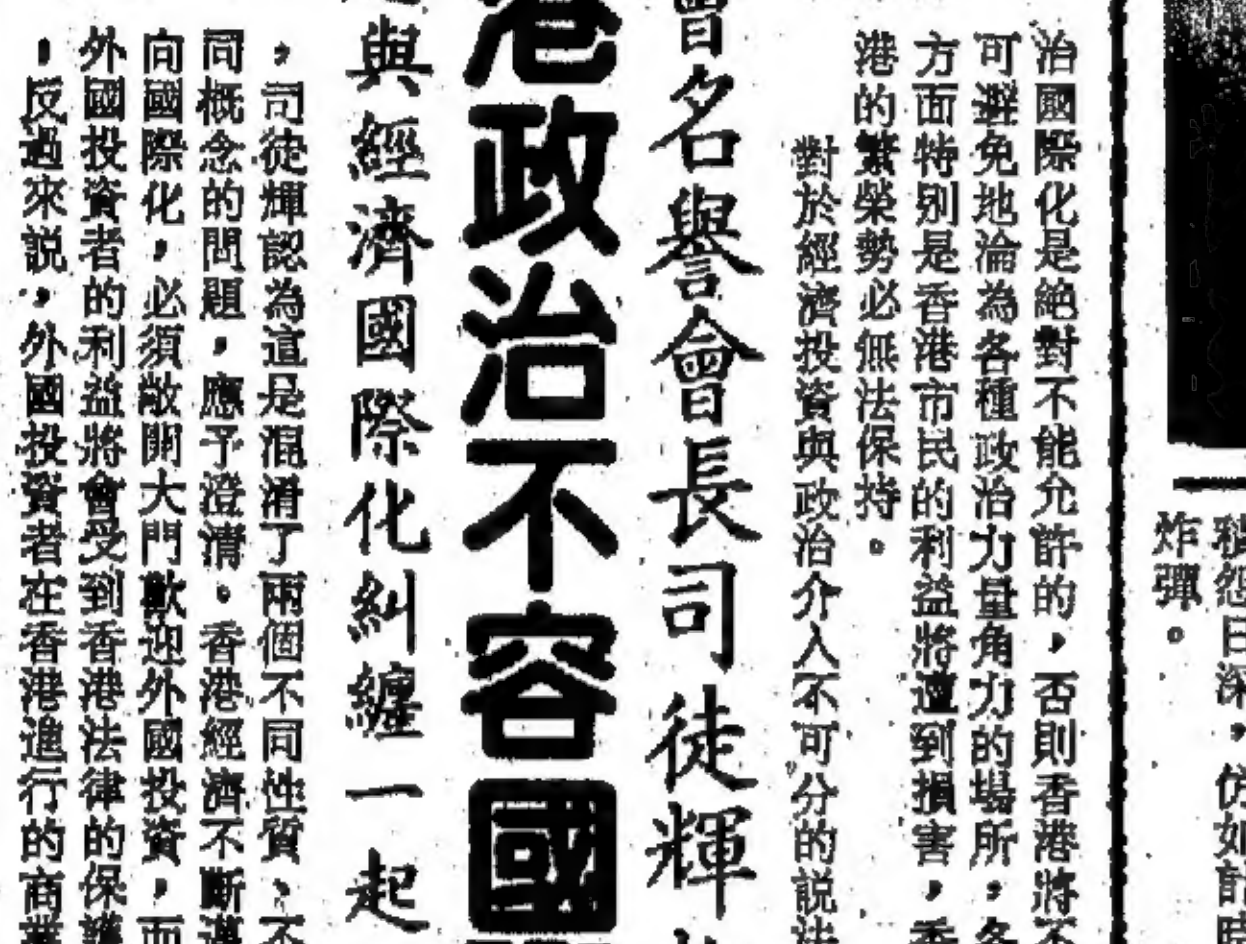 積怨日深，仿如計時
炸彈。
治國際化是絕對不能允許的，否則香港將不
可避免地淪為各種政治力量角力的場所，各
方面特別是香港市民的利益將遭到損害，香
港的繁榮勢必無法保持。
對於經濟投資與政治介入不可分的說法
會名譽會長司徒輝
港政治不容國
與經濟國際化糾纏一起
，司徒輝認為這是混淆了兩個不同性質、不
同概念的問題，應予澄清。香港經濟不斷邁
向國際化，必須敞開大門歡迎外國投資，而
外國投資者的利益將會受到香港法律的保護
，反過來說，外國投資者在香港進行的商業